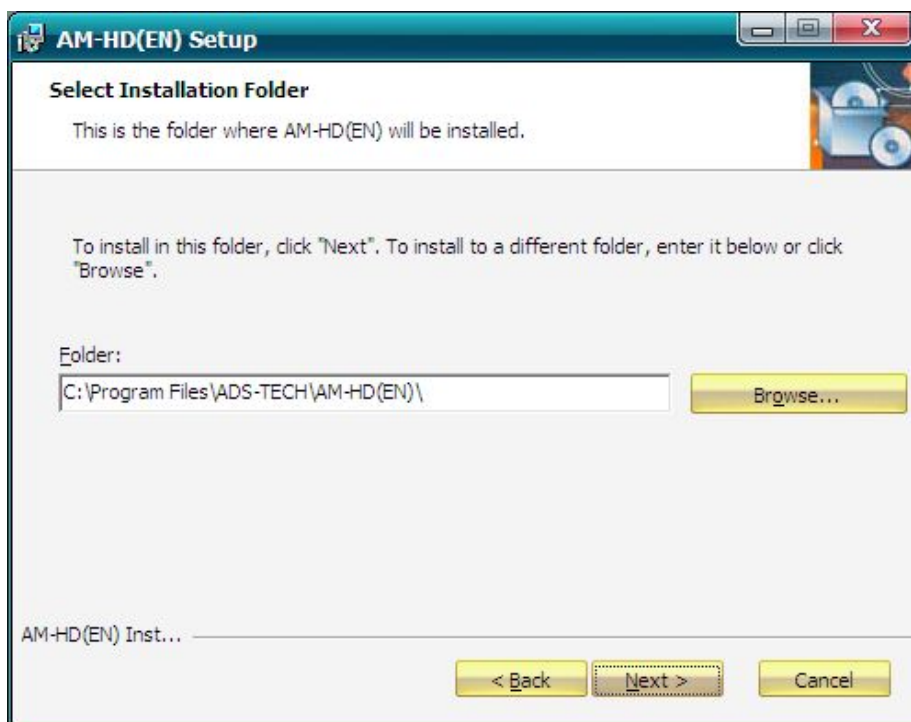 AM-HD(EN) Setup
Select Installation Folder
This is the folder where AM-HD(EN) will be installed.
To install in this folder, click "Next". To install to a different folder, enter it below or click
"Browse".
Folder:
C:\Program Files\ADS-TECH\AM-HD(EN)\
Browse...
AM-HD(EN) Inst...
< Back
Next >
Cancel